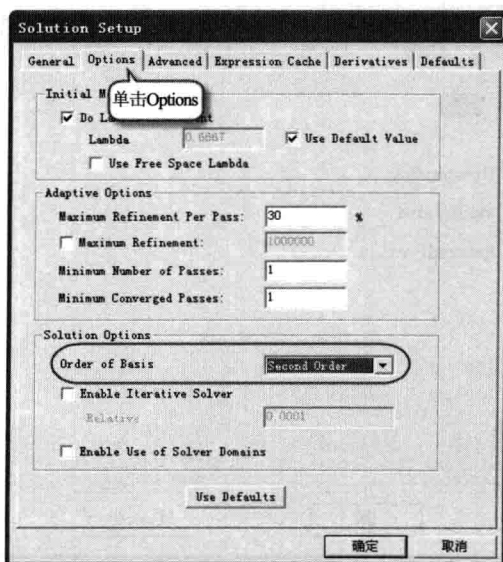 Solution Setup
General Options Advanced Expression Cache Derivatives Defaults
单击Options
Initial
Do
Lambda 0.6667 Use Default Value
Use Free Space Lambda
Adaptive Options
Maximum Refinement Per Pass: 30 %
Maximum Refinement: 1000000
Minimum Number of Passes: 1
Minimum Converged Passes: 1
Solution Options
Order of Basis Second Order
Enable Iterative Solver
Relative 0.0001
Enable Use of Solver Domains
Use Defaults
确定 取消